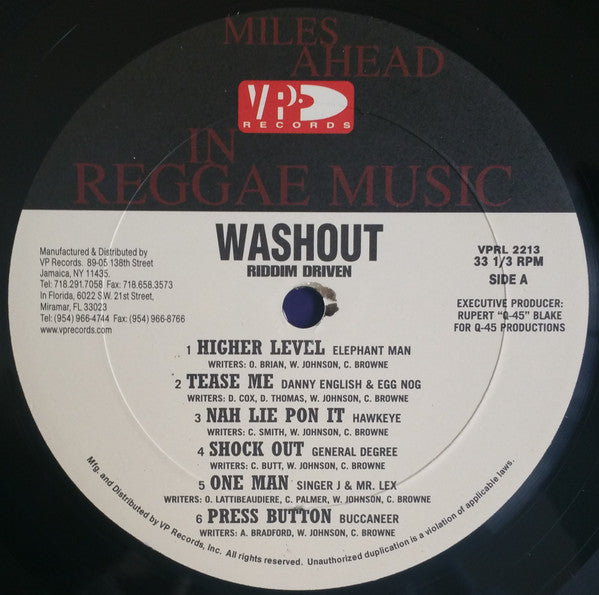 MILES
AHEAD
VP
RECORDS
IN
REGGAE MUSIC
WASHOUT
RIDDIM DRIVEN
Manufactured & Distributed by
VP Records. 89-05 138th Street
Jamaica, NY 11435.
Tel: 718.291.7058 Fax: 718.658.3573
In Florida, 6022 S.W. 21st Street,
Miramar, FL 33023
Tel: (954) 966-4744 Fax: (954) 966-8766
www.vprecords.com
VPRL 2213
33 1/3 RPM
SIDE A
EXECUTIVE PRODUCER:
RUPERT "Q-45" BLAKE
FOR Q-45 PRODUCTIONS
1 HIGHER LEVEL ELEPHANT MAN
WRITERS: O. BRIAN, W. JOHNSON, C. BROWNE
2 TEASE ME DANNY ENGLISH & EGG NOG
WRITERS: D. COX, D. THOMAS, W. JOHNSON, C. BROWNE
3 NAH LIE PON IT HAWKEYE
WRITERS: C. SMITH, W. JOHNSON, C. BROWNE
4 SHOCK OUT GENERAL DEGREE
WRITERS: C. BUTT, W. JOHNSON, C. BROWNE
5 ONE MAN SINGER J & MR. LEX
WRITERS: O. LATTIBEAUDIERE, C. PALMER, W. JOHNSON, C. BROWNE
6 PRESS BUTTON BUCCANEER
WRITERS: A. BRADFORD, W. JOHNSON, C. BROWNE
Mfg. and Distributed by VP Records, Inc. All rights reserved. Unauthorized duplication is a violation of applicable laws.